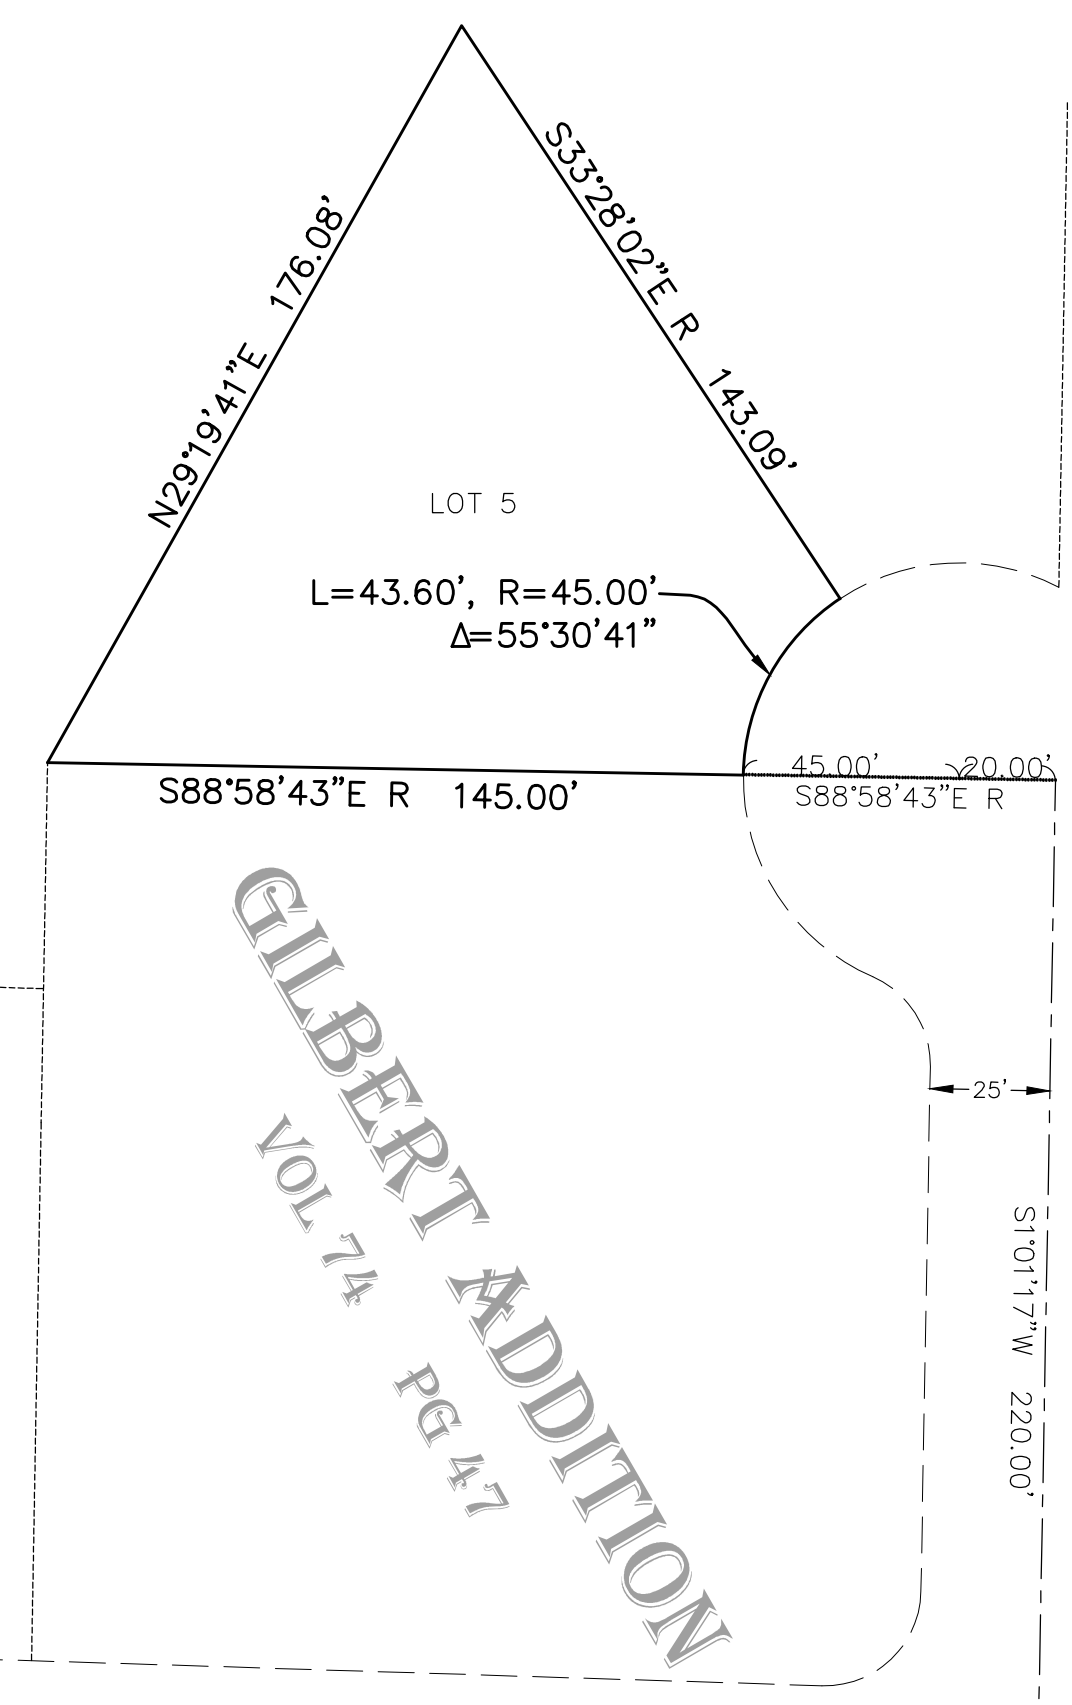 S33°28'02"E R 143.09'
N29°19'41"E 176.08'
LOT 5
L=43.60', R=45.00'
Δ=55°30'41"
45.00' 20.00'
S88°58'43"E R 145.00'
S88°58'43"E R
GILBERT ADDITION
VOL 74 PG 47
25'
S1°01'17"W 220.00'